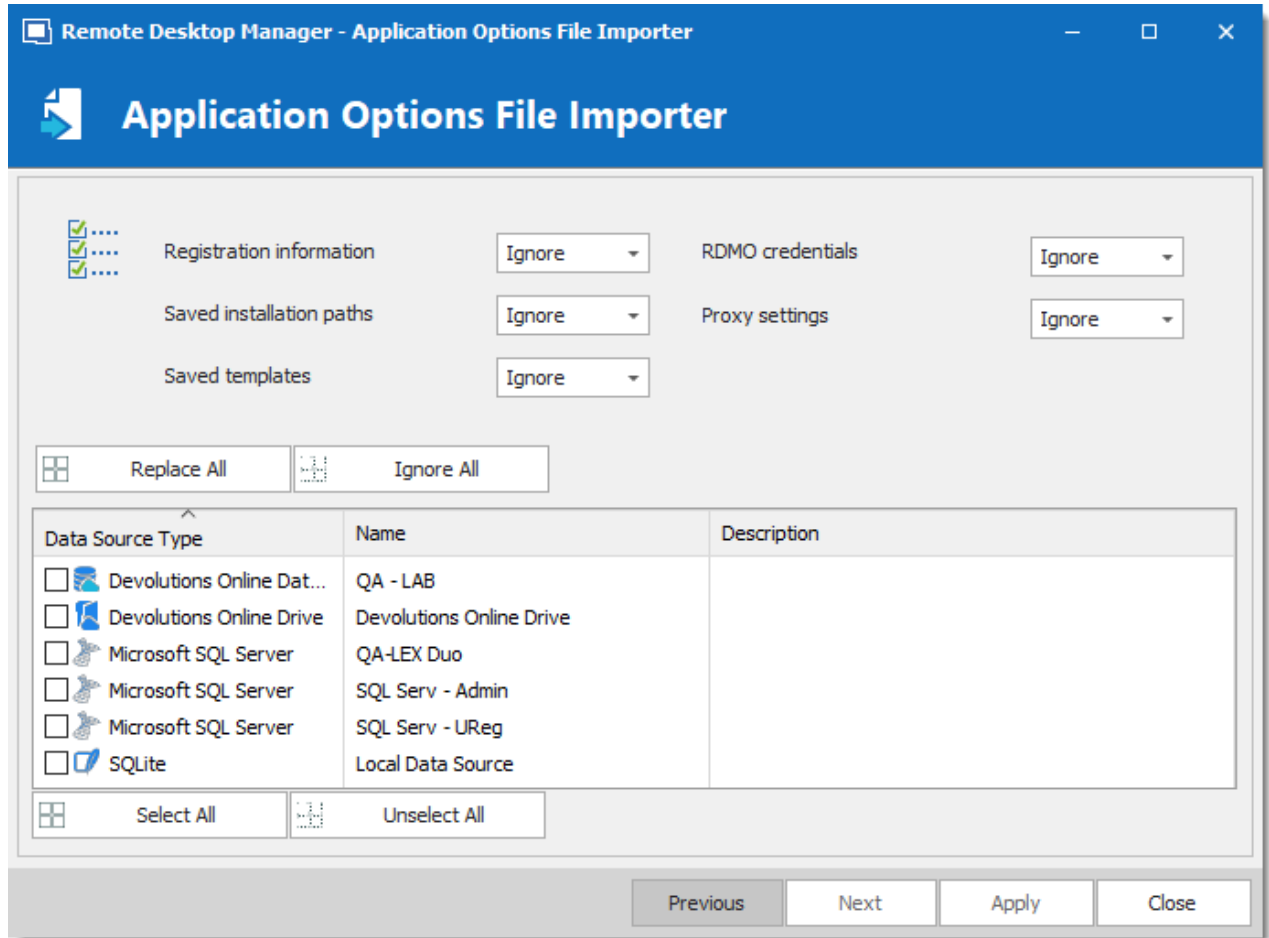 Remote Desktop Manager - Application Options File Importer
Application Options File Importer
Registration information Ignore RDMO credentials Ignore
Saved installation paths Ignore Proxy settings Ignore
Saved templates Ignore
Replace All Ignore All
Data Source Type Name Description
Devolutions Online Dat... QA - LAB
Devolutions Online Drive Devolutions Online Drive
Microsoft SQL Server QA-LEX Duo
Microsoft SQL Server SQL Serv - Admin
Microsoft SQL Server SQL Serv - UReg
SQLite Local Data Source
Select All Unselect All
Previous Next Apply Close